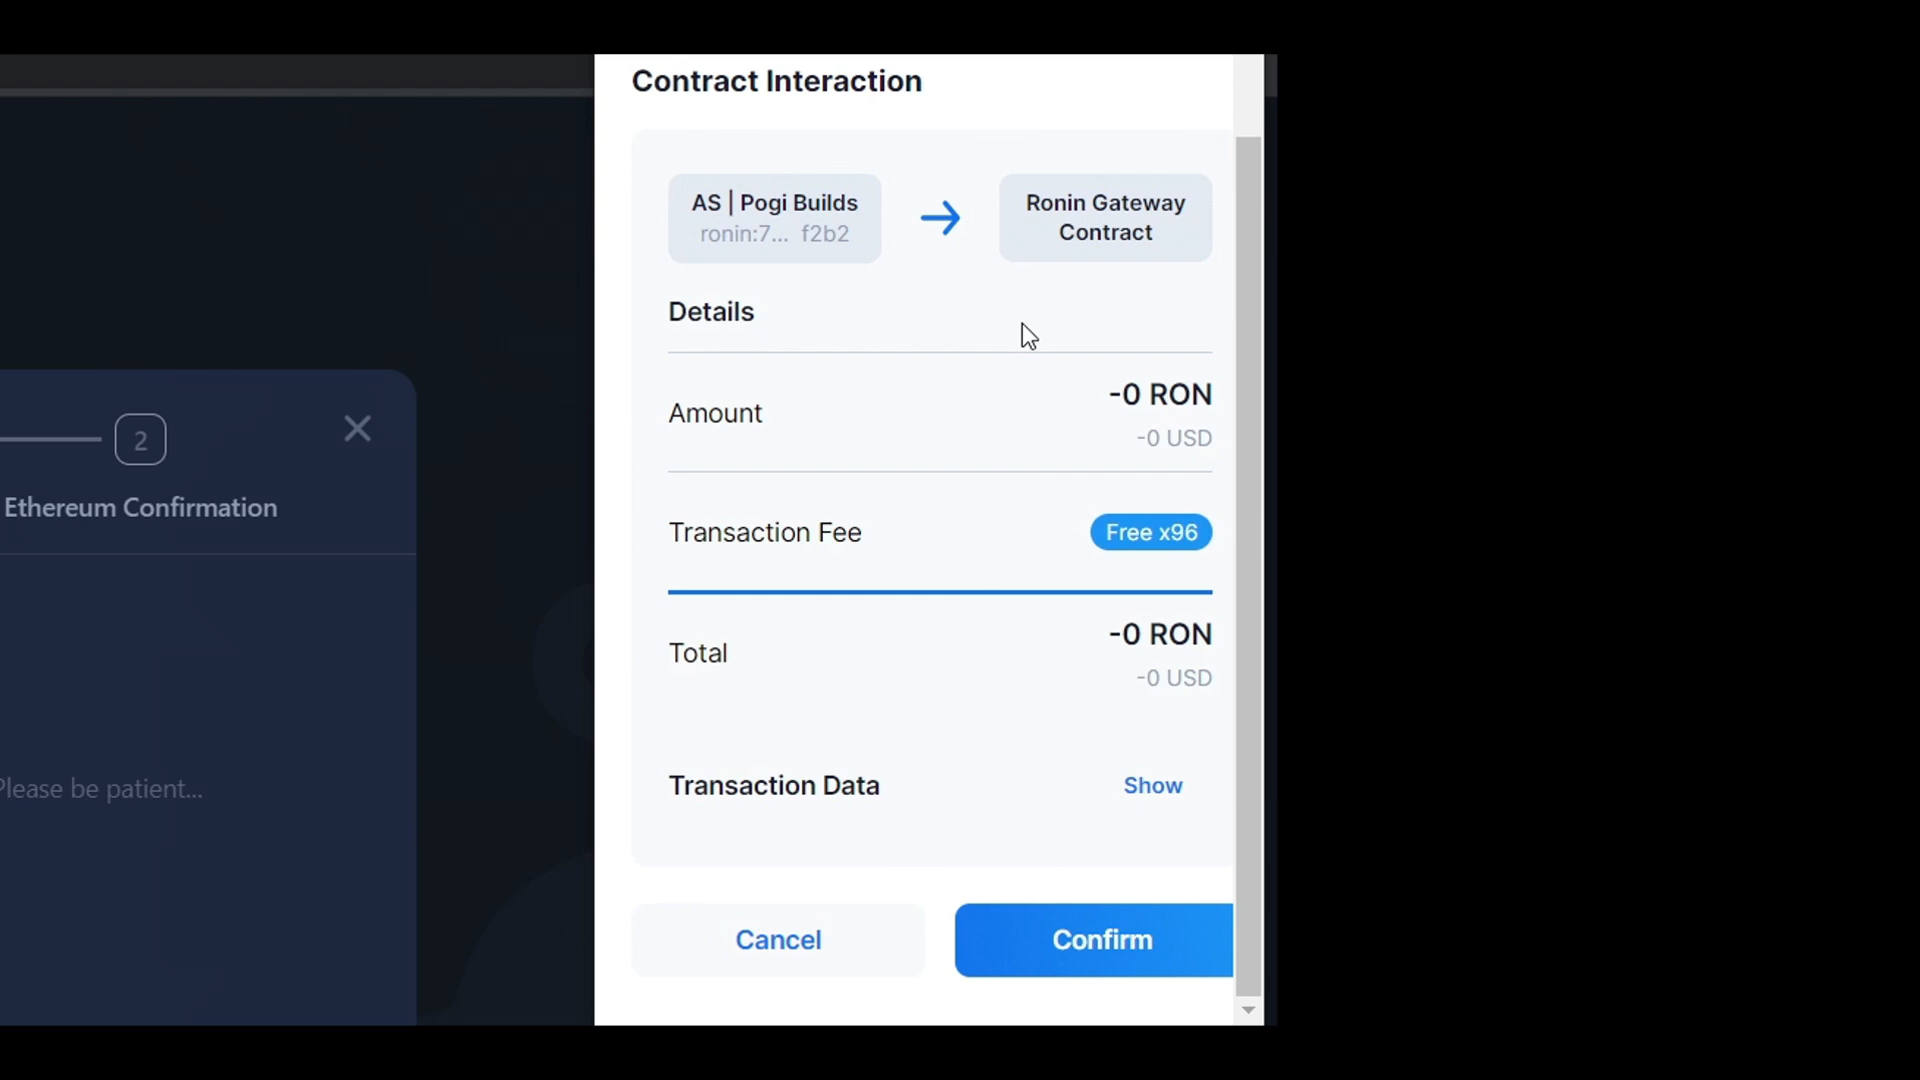 Contract Interaction
AS | Pogi Builds
ronin:7... f2b2
Ronin Gateway
Contract
Details
Amount
-0 RON
-0 USD
Transaction Fee
Free x96
Total
-0 RON
-0 USD
Transaction Data
Show
Cancel
Confirm
2
Ethereum Confirmation
Please be patient...